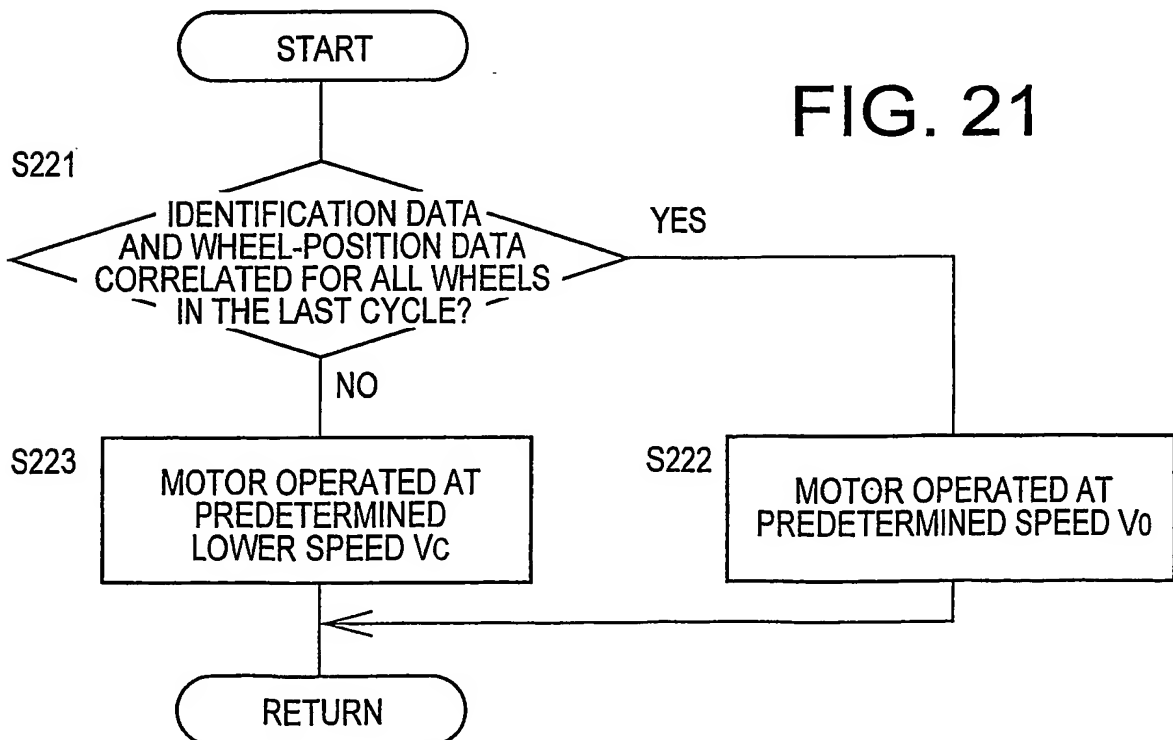 START
FIG. 21
S221
IDENTIFICATION DATA
AND WHEEL-POSITION DATA
CORRELATED FOR ALL WHEELS
IN THE LAST CYCLE?
YES
NO
S223
MOTOR OPERATED AT
PREDETERMINED
LOWER SPEED VC
S222
MOTOR OPERATED AT
PREDETERMINED SPEED V0
RETURN